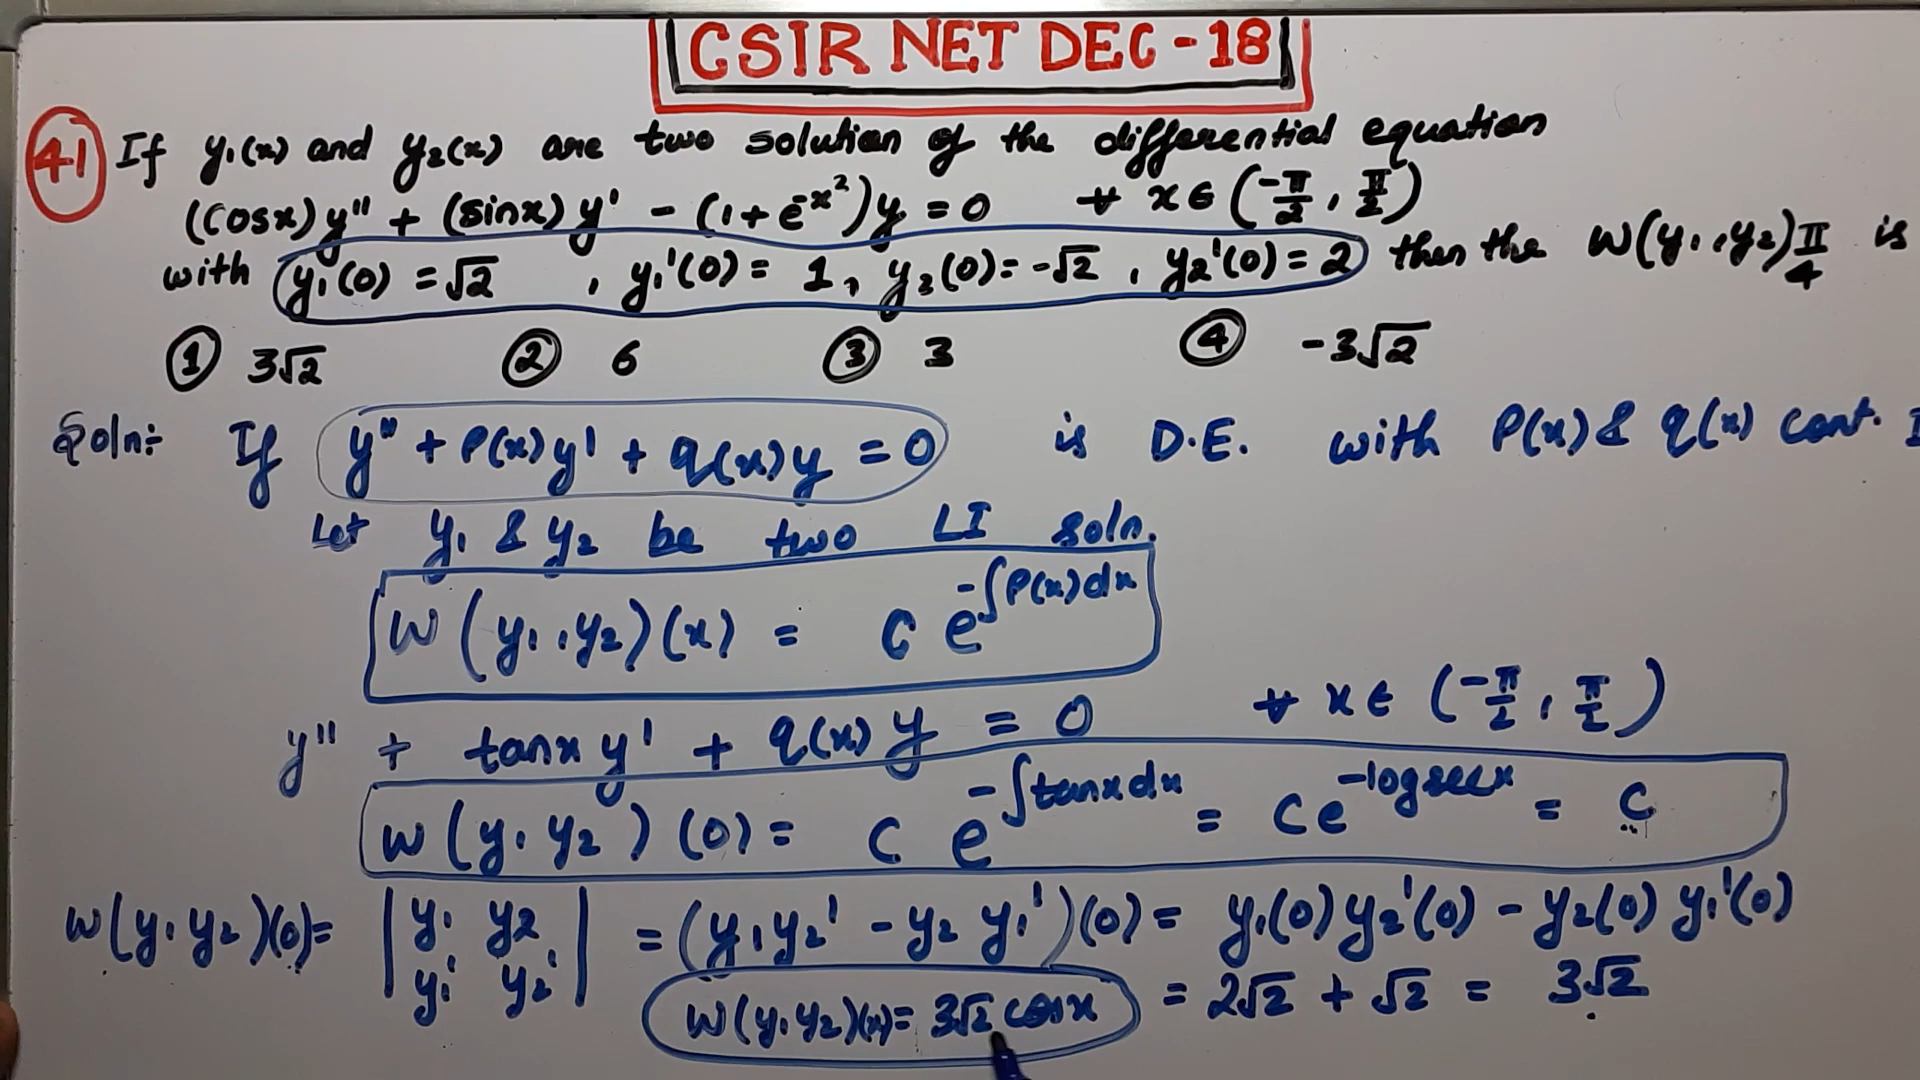 CSIR NET DEC-18
41 If y₁(x) and y₂(x) are two solution of the differential equation
(cosx)y'' + (sinx)y' - (1+e^{-x²})y = 0 ∀ x∈(-π/2, π/2)
with y₁(0) = √2 , y₁'(0) = 1, y₂(0) = -√2 , y₂'(0) = 2 then the W(y₁,y₂)π/4 is
① 3√2 ② 6 ③ 3 ④ -3√2
Soln:- If y'' + P(x)y' + q(x)y = 0 is D.E. with P(x) & q(x) cont.
Let y₁ & y₂ be two LI soln.
W(y₁,y₂)(x) = C e^{-∫P(x)dx}
y'' + tanx y' + q(x) y = 0 ∀ x∈(-π/2, π/2)
W(y₁ y₂)(0) = C e^{-∫tanx dx} = C e^{-log secx} = C
W(y₁ y₂)(0) = |y₁ y₂ y₁' y₂'| = (y₁y₂' - y₂ y₁')(0) = y₁(0) y₂'(0) - y₂(0) y₁'(0)
W(y₁ y₂)(x) = 3√2 cosx = 2√2 + √2 = 3√2